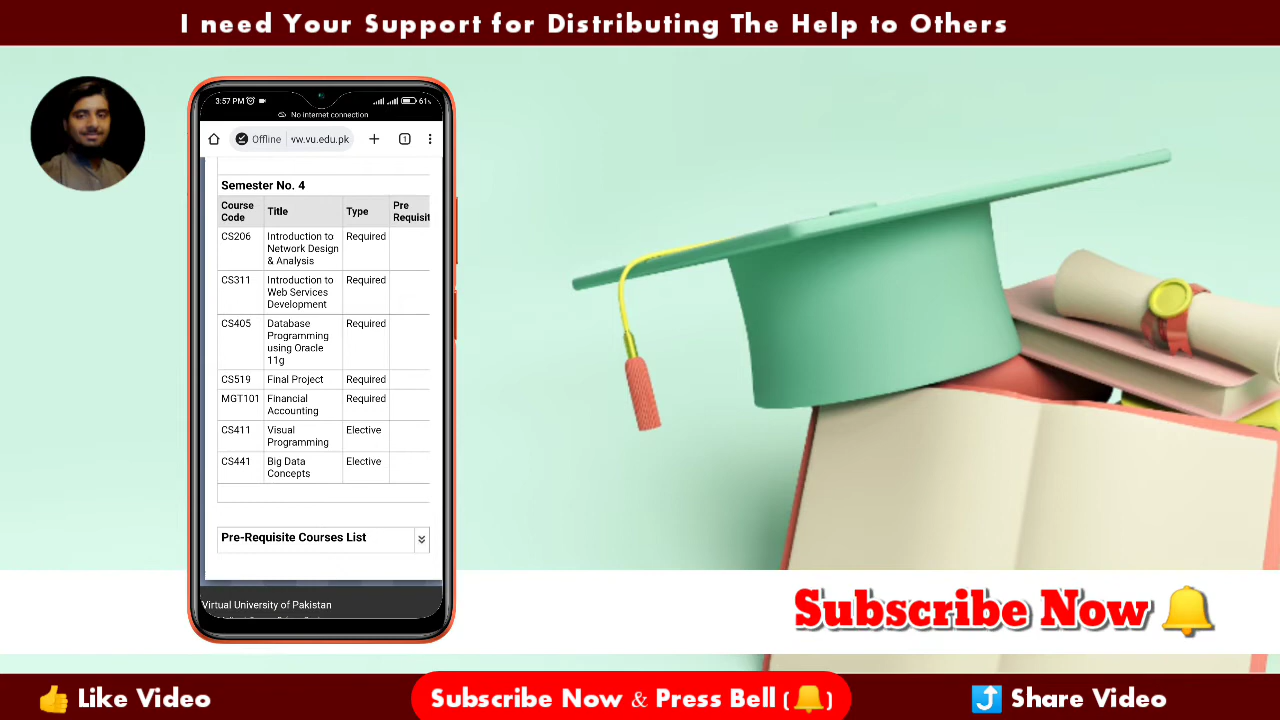 I need Your Support for Distributing The Help to Others
3:57 PM 61%
No internet connection
Offline vw.vu.edu.pk + 1
Semester No. 4
Course Code Title Type Pre Requisit
CS206 Introduction to Network Design & Analysis Required
CS311 Introduction to Web Services Development Required
CS405 Database Programming using Oracle 11g Required
CS519 Final Project Required
MGT101 Financial Accounting Required
CS411 Visual Programming Elective
CS441 Big Data Concepts Elective
Pre-Requisite Courses List
Virtual University of Pakistan
Subscribe Now
Like Video
Subscribe Now & Press Bell ( )
Share Video